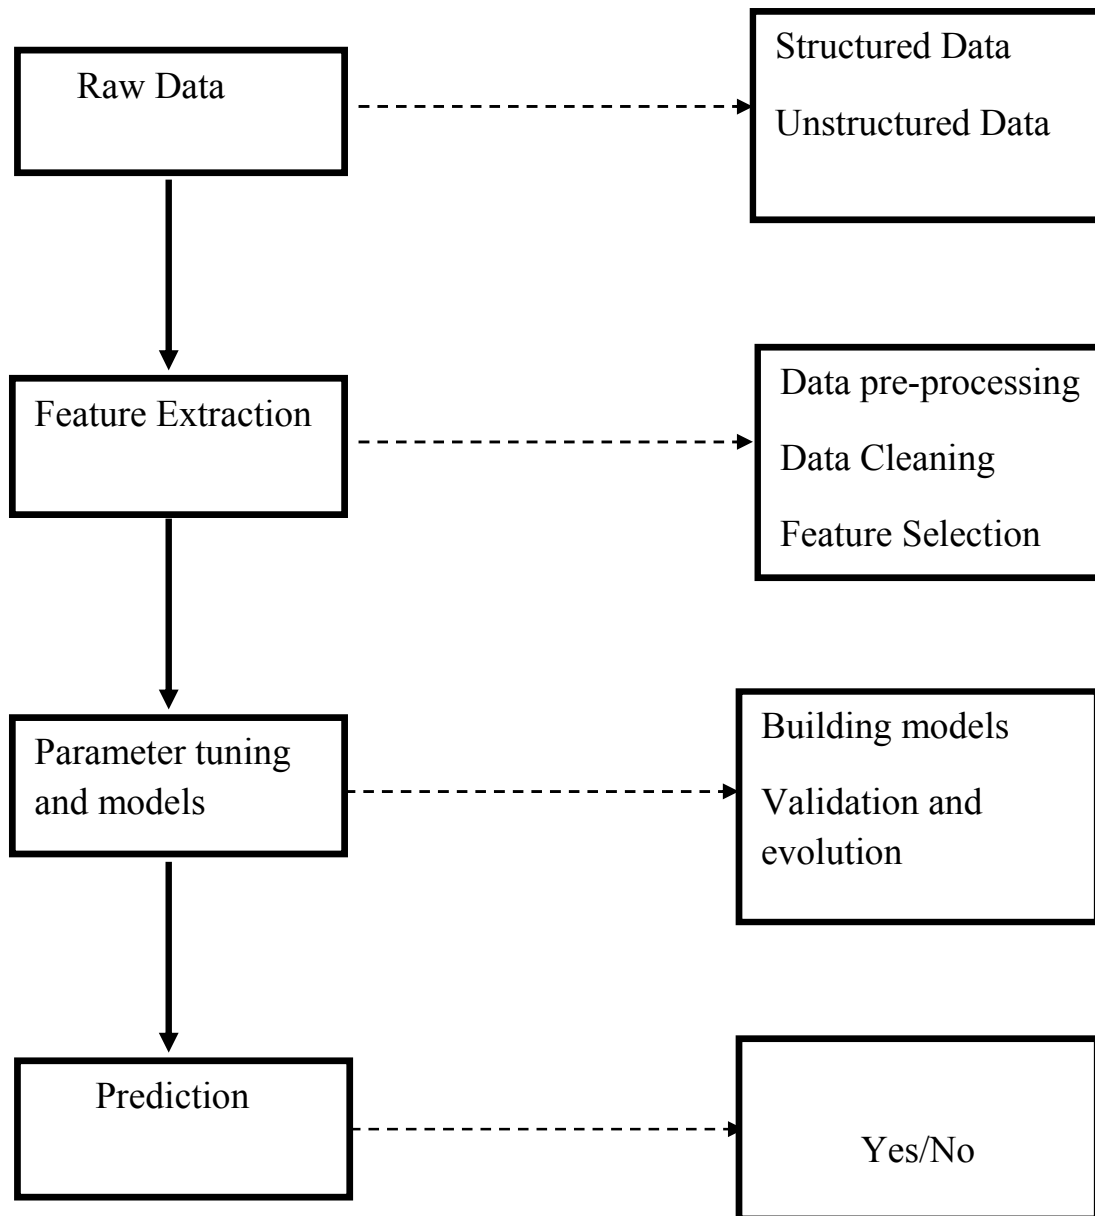 Raw Data
Structured Data
Unstructured Data
Feature Extraction
Data pre-processing
Data Cleaning
Feature Selection
Parameter tuning
and models
Building models
Validation and
evolution
Prediction
Yes/No